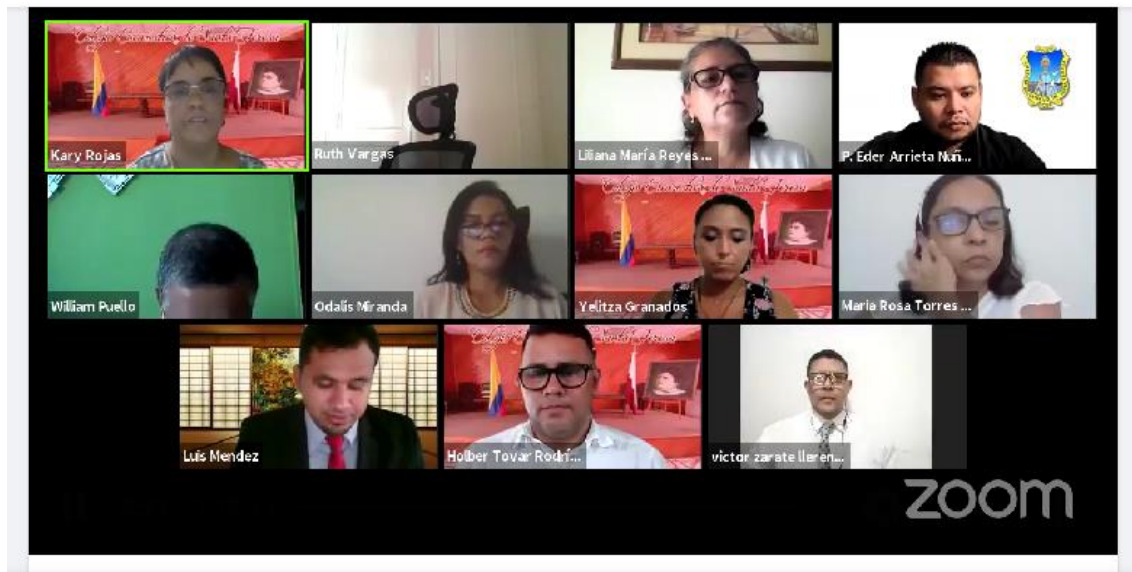 Kary Rojas
Ruth Vargas
Liliana María Reyes ...
P. Eder Arrieta Nuñ...
William Puello
Odalis Miranda
Yelitza Granados
Maria Rosa Torres ...
Luis Mendez
Holber Tovar Rodrí...
victor zarate lleren...
zoom